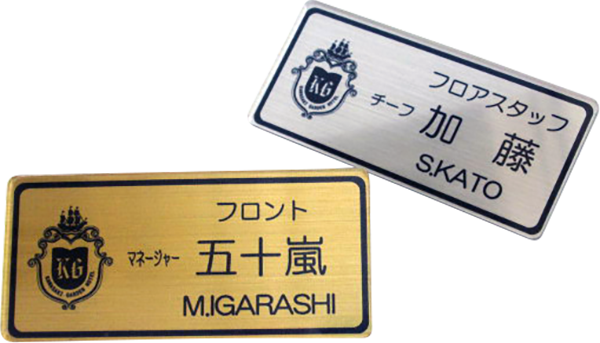 KG
フロアスタッフ
チーフ 加藤
S.KATO
KG
フロント
マネージャー 五十嵐
M.IGARASHI